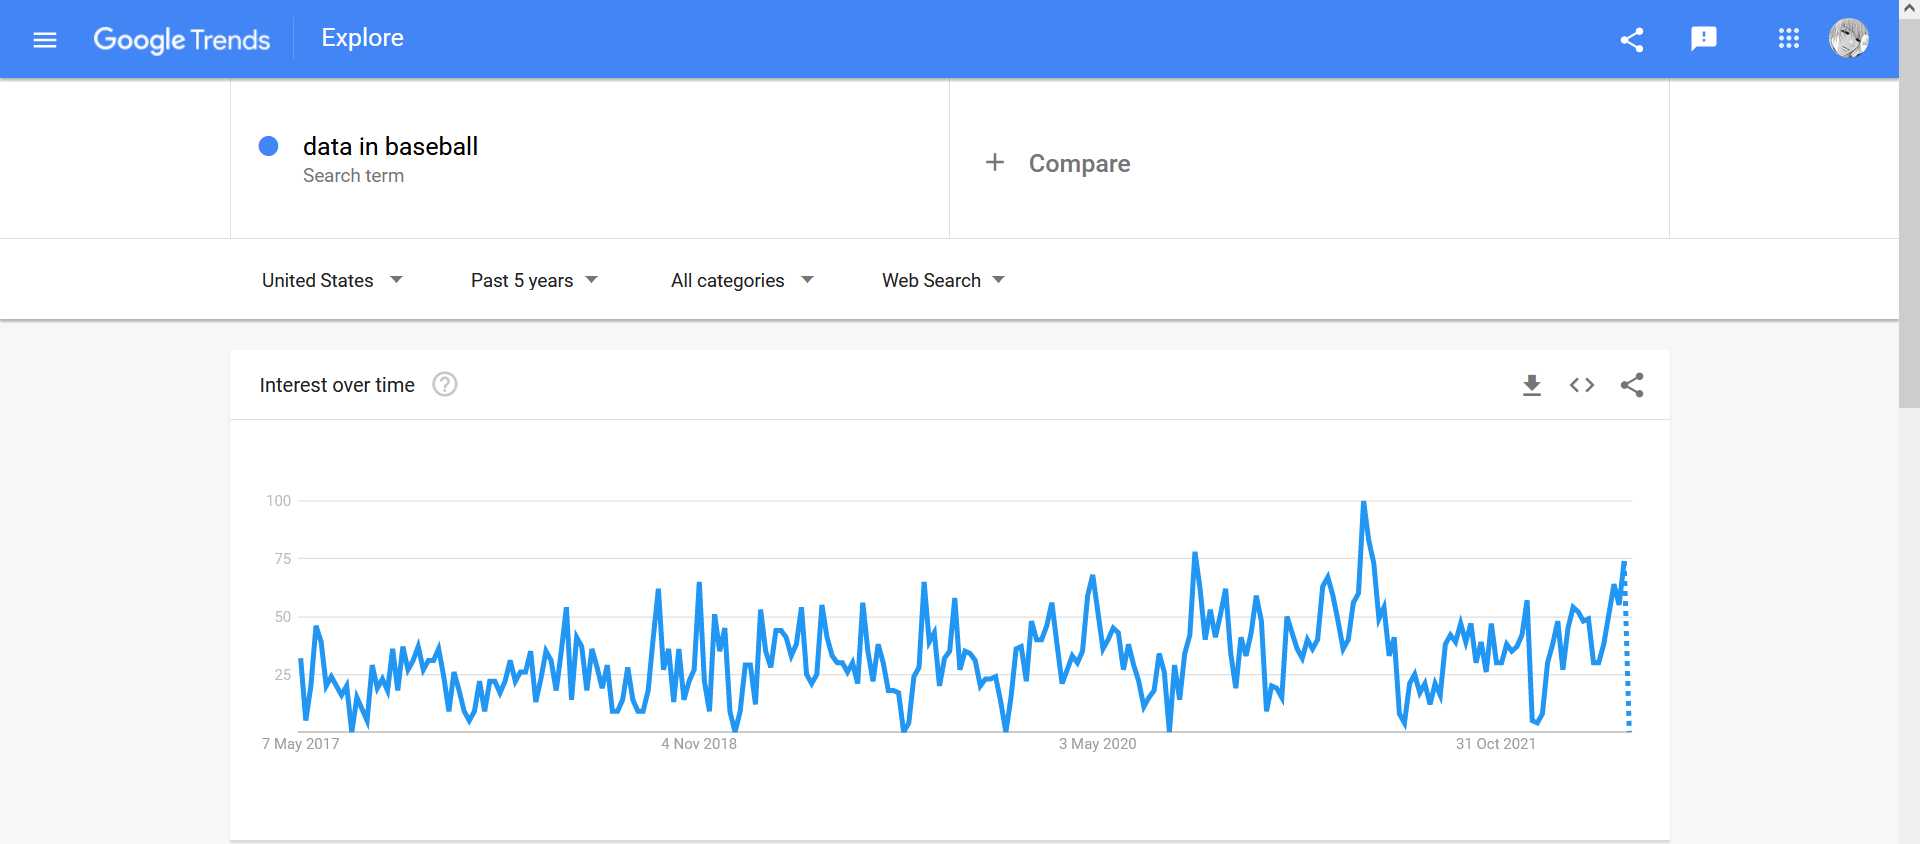 Google Trends
Explore
data in baseball
Search term
+ Compare
United States
Past 5 years
All categories
Web Search
Interest over time
?
100
75
50
25
7 May 2017
4 Nov 2018
3 May 2020
31 Oct 2021